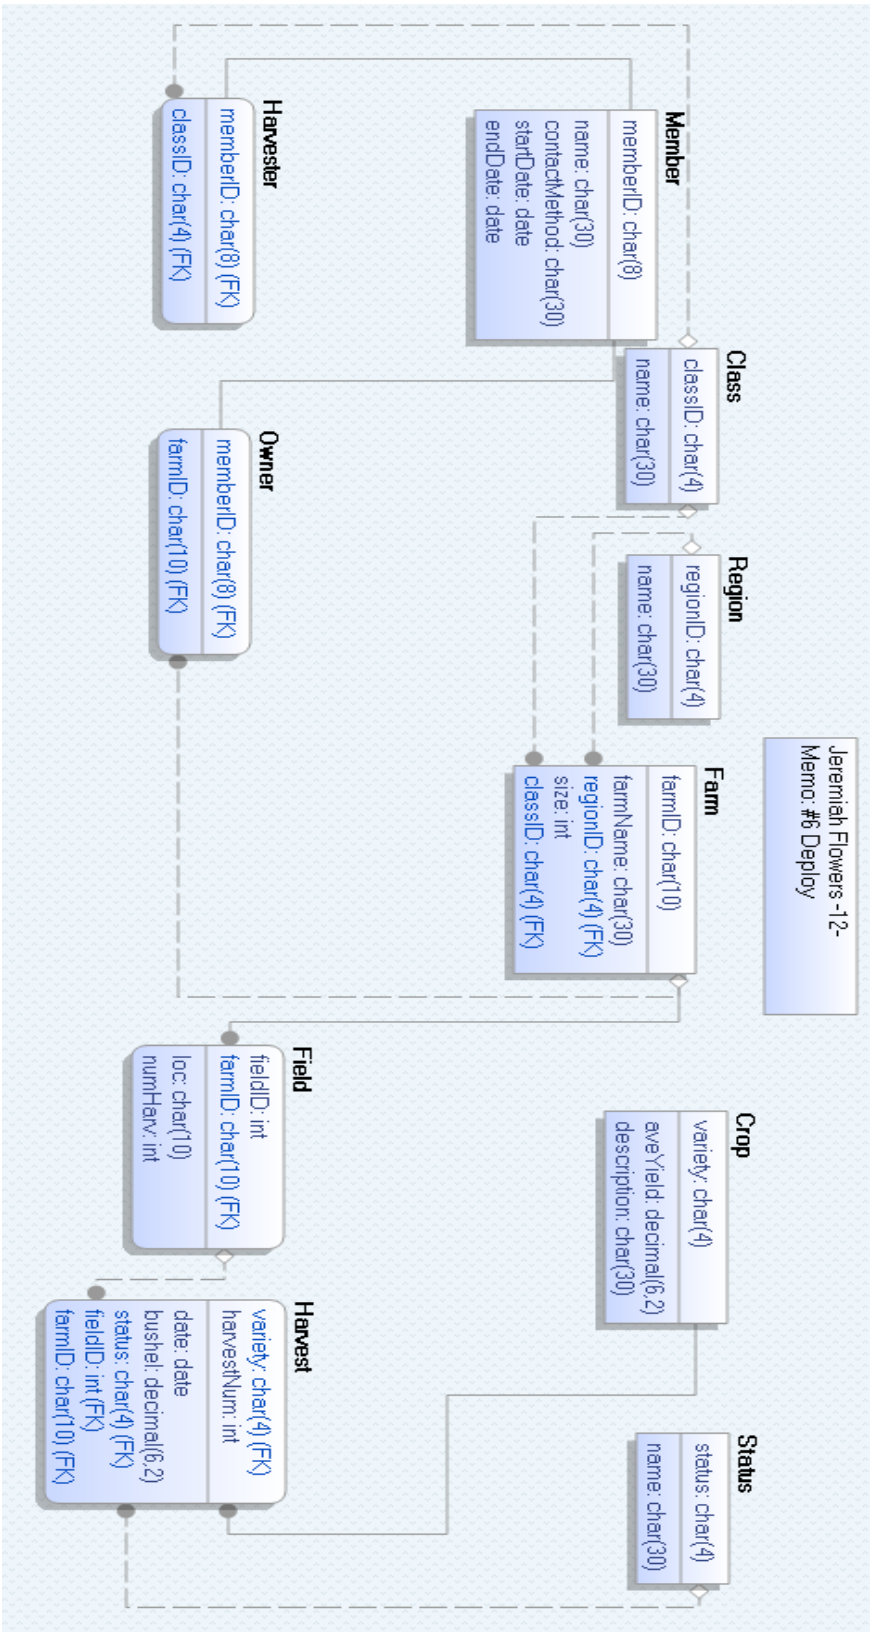 Jeremiah Flowers -12-
Memo: #6 Deploy
Member
memberID: char(8)
name: char(30)
contactMethod: char(30)
startDate: date
endDate: date
Class
classID: char(4)
name: char(30)
Region
regionID: char(4)
name: char(30)
Farm
farmID: char(10)
farmName: char(30)
regionID: char(4) (FK)
size: int
classID: char(4) (FK)
Crop
variety: char(4)
aveYield: decimal(6,2)
description: char(30)
Status
status: char(4)
name: char(30)
Harvester
memberID: char(8) (FK)
classID: char(4) (FK)
Owner
memberID: char(8) (FK)
farmID: char(10) (FK)
Field
fieldID: int
farmID: char(10) (FK)
loc: char(10)
numHarv: int
Harvest
variety: char(4) (FK)
harvestNum: int
date: date
bushel: decimal(6,2)
status: char(4) (FK)
fieldID: int (FK)
farmID: char(10) (FK)